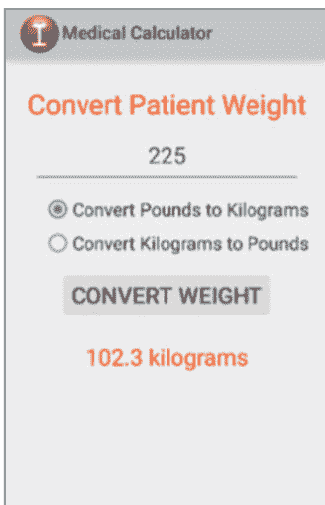 Medical Calculator
Convert Patient Weight
225
Convert Pounds to Kilograms
Convert Kilograms to Pounds
CONVERT WEIGHT
102.3 kilograms